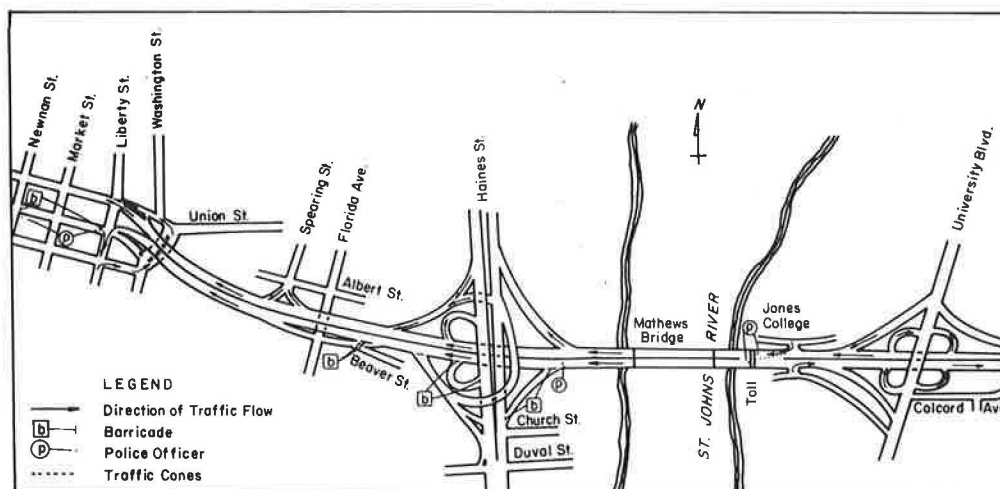 Newnan St.
Market St.
Liberty St.
Washington St.
Union St.
Spearing St.
Florida Ave.
Albert St.
Beaver St.
Haines St.
Church St.
Duval St.
N
Mathews
Bridge
ST. JOHNS RIVER
Toll
Jones
College
University Blvd.
Colcord Av
b
p
b
b
b
p
p
LEGEND
Direction of Traffic Flow
b Barricade
p Police Officer
Traffic Cones